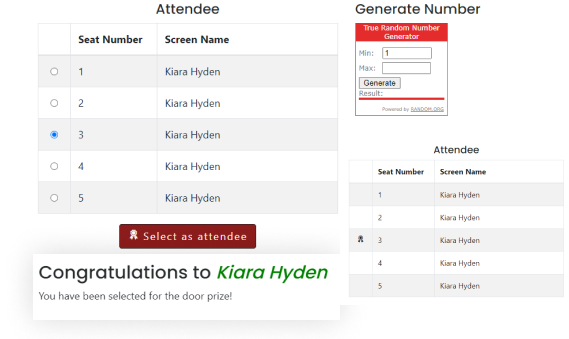 Attendee
Seat Number Screen Name
1 Kiara Hyden
2 Kiara Hyden
3 Kiara Hyden
4 Kiara Hyden
5 Kiara Hyden
Select as attendee
Congratulations to Kiara Hyden
You have been selected for the door prize!
Generate Number
True Random Number
Generator
Min: 1
Max:
Generate
Result:
Powered by RANDOM.ORG
Attendee
Seat Number Screen Name
1 Kiara Hyden
2 Kiara Hyden
3 Kiara Hyden
4 Kiara Hyden
5 Kiara Hyden